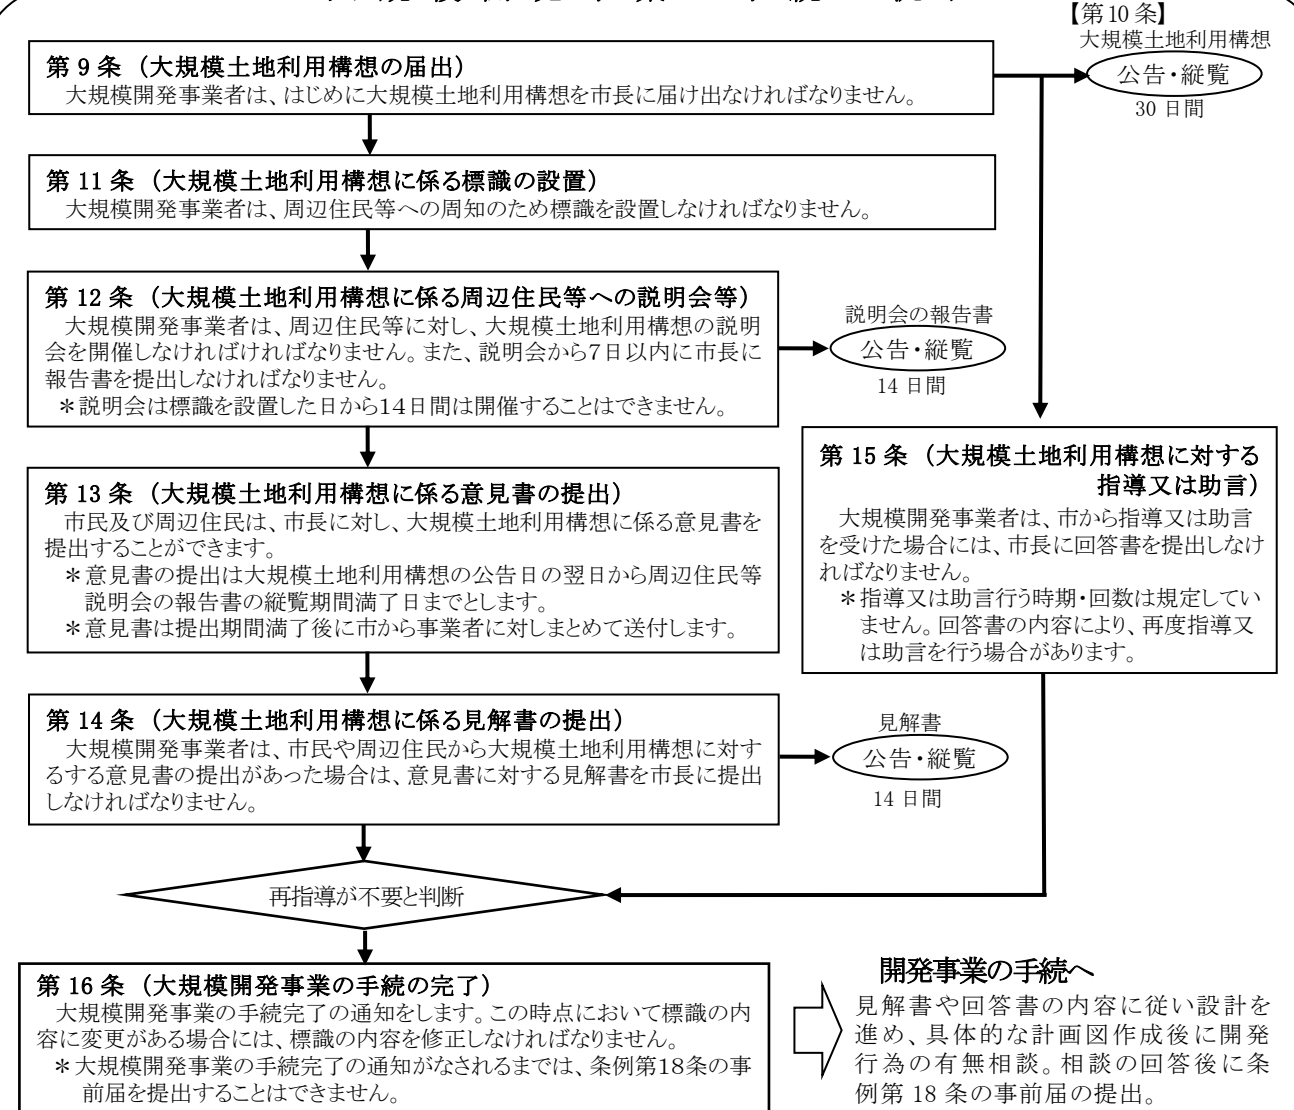 【第10条】
大規模土地利用構想
公告・縦覧
30 日間
第 9 条（大規模土地利用構想の届出）
大規模開発事業者は、はじめに大規模土地利用構想を市長に届け出なければなりません。
第 11 条（大規模土地利用構想に係る標識の設置）
大規模開発事業者は、周辺住民等への周知のため標識を設置しなければなりません。
第 12 条（大規模土地利用構想に係る周辺住民等への説明会等）
大規模開発事業者は、周辺住民等に対し、大規模土地利用構想の説明
会を開催しなければければなりません。また、説明会から７日以内に市長に
報告書を提出しなければなりません。
＊説明会は標識を設置した日から１４日間は開催することはできません。
説明会の報告書
公告・縦覧
14 日間
第 13 条（大規模土地利用構想に係る意見書の提出）
市民及び周辺住民は、市長に対し、大規模土地利用構想に係る意見書を
提出することができます。
＊意見書の提出は大規模土地利用構想の公告日の翌日から周辺住民等
説明会の報告書の縦覧期間満了日までとします。
＊意見書は提出期間満了後に市から事業者に対しまとめて送付します。
第 15 条（大規模土地利用構想に対する
指導又は助言）
大規模開発事業者は、市から指導又は助言
を受けた場合には、市長に回答書を提出しなけ
ればなりません。
＊指導又は助言行う時期・回数は規定してい
ません。回答書の内容により、再度指導又
は助言を行う場合があります。
第 14 条（大規模土地利用構想に係る見解書の提出）
大規模開発事業者は、市民や周辺住民から大規模土地利用構想に対す
るする意見書の提出があった場合は、意見書に対する見解書を市長に提出
しなければなりません。
見解書
公告・縦覧
14 日間
再指導が不要と判断
第 16 条（大規模開発事業の手続の完了）
大規模開発事業の手続完了の通知をします。この時点において標識の内
容に変更がある場合には、標識の内容を修正しなければなりません。
＊大規模開発事業の手続完了の通知がなされるまでは、条例第１８条の事
前届を提出することはできません。
開発事業の手続へ
見解書や回答書の内容に従い設計を
進め、具体的な計画図作成後に開発
行為の有無相談。相談の回答後に条
例第 18 条の事前届の提出。